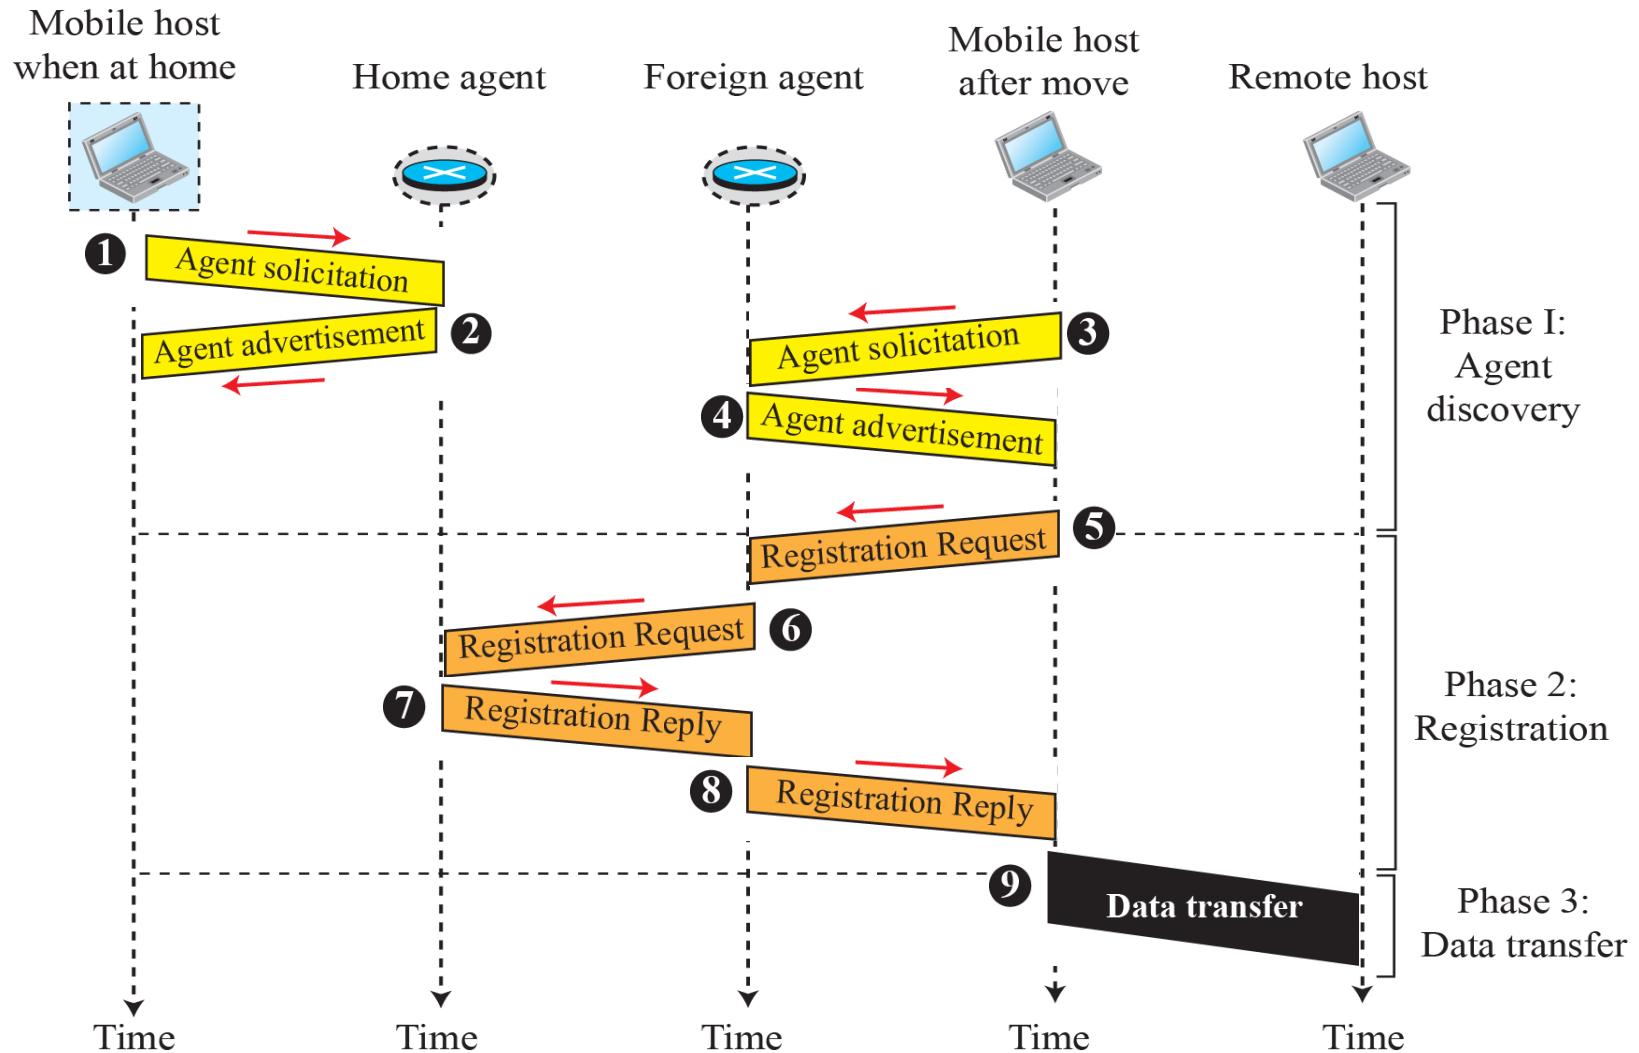 Mobile host
when at home
Home agent
Foreign agent
Mobile host
after move
Remote host
1
Agent solicitation
2
Agent advertisement
3
Agent solicitation
4
Agent advertisement
Phase I:
Agent
discovery
5
Registration Request
6
Registration Request
7
Registration Reply
8
Registration Reply
Phase 2:
Registration
9
Data transfer
Phase 3:
Data transfer
Time
Time
Time
Time
Time